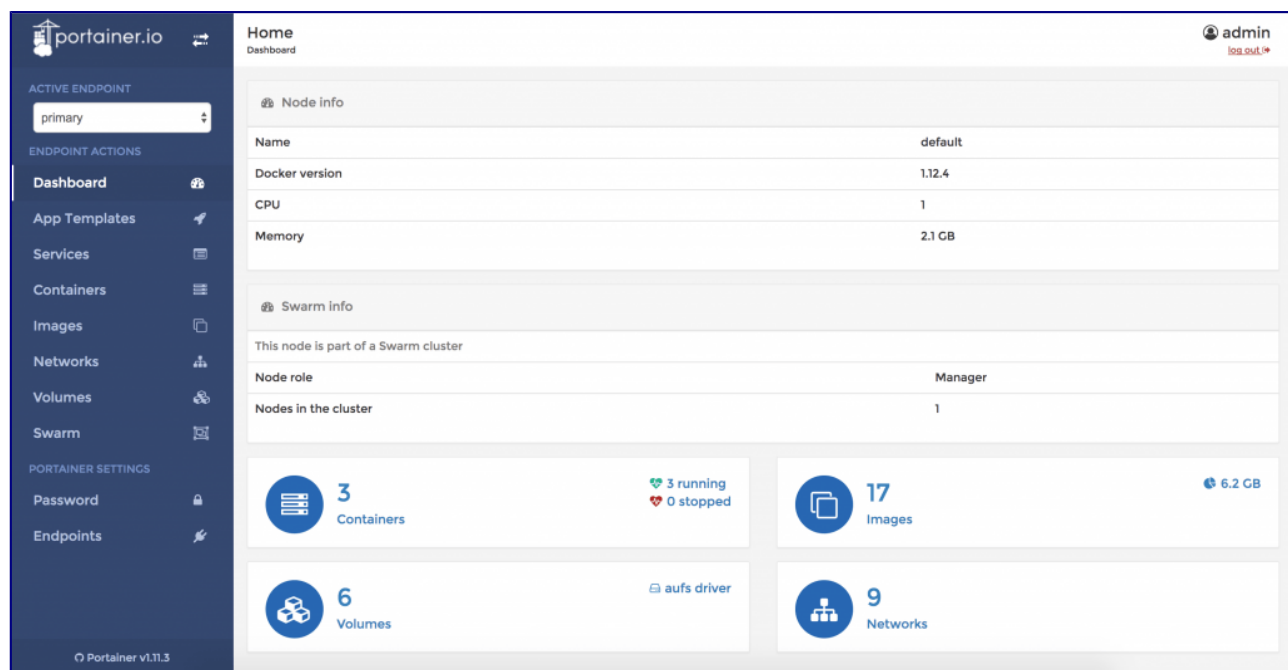 portainer.io
Home
Dashboard
admin
log out
ACTIVE ENDPOINT
primary
ENDPOINT ACTIONS
Dashboard
App Templates
Services
Containers
Images
Networks
Volumes
Swarm
PORTAINER SETTINGS
Password
Endpoints
Portainer v1.11.3
Node info
Name default
Docker version 1.12.4
CPU 1
Memory 2.1 GB
Swarm info
This node is part of a Swarm cluster
Node role Manager
Nodes in the cluster 1
3
Containers
3 running
0 stopped
17
Images
6.2 GB
6
Volumes
aufs driver
9
Networks